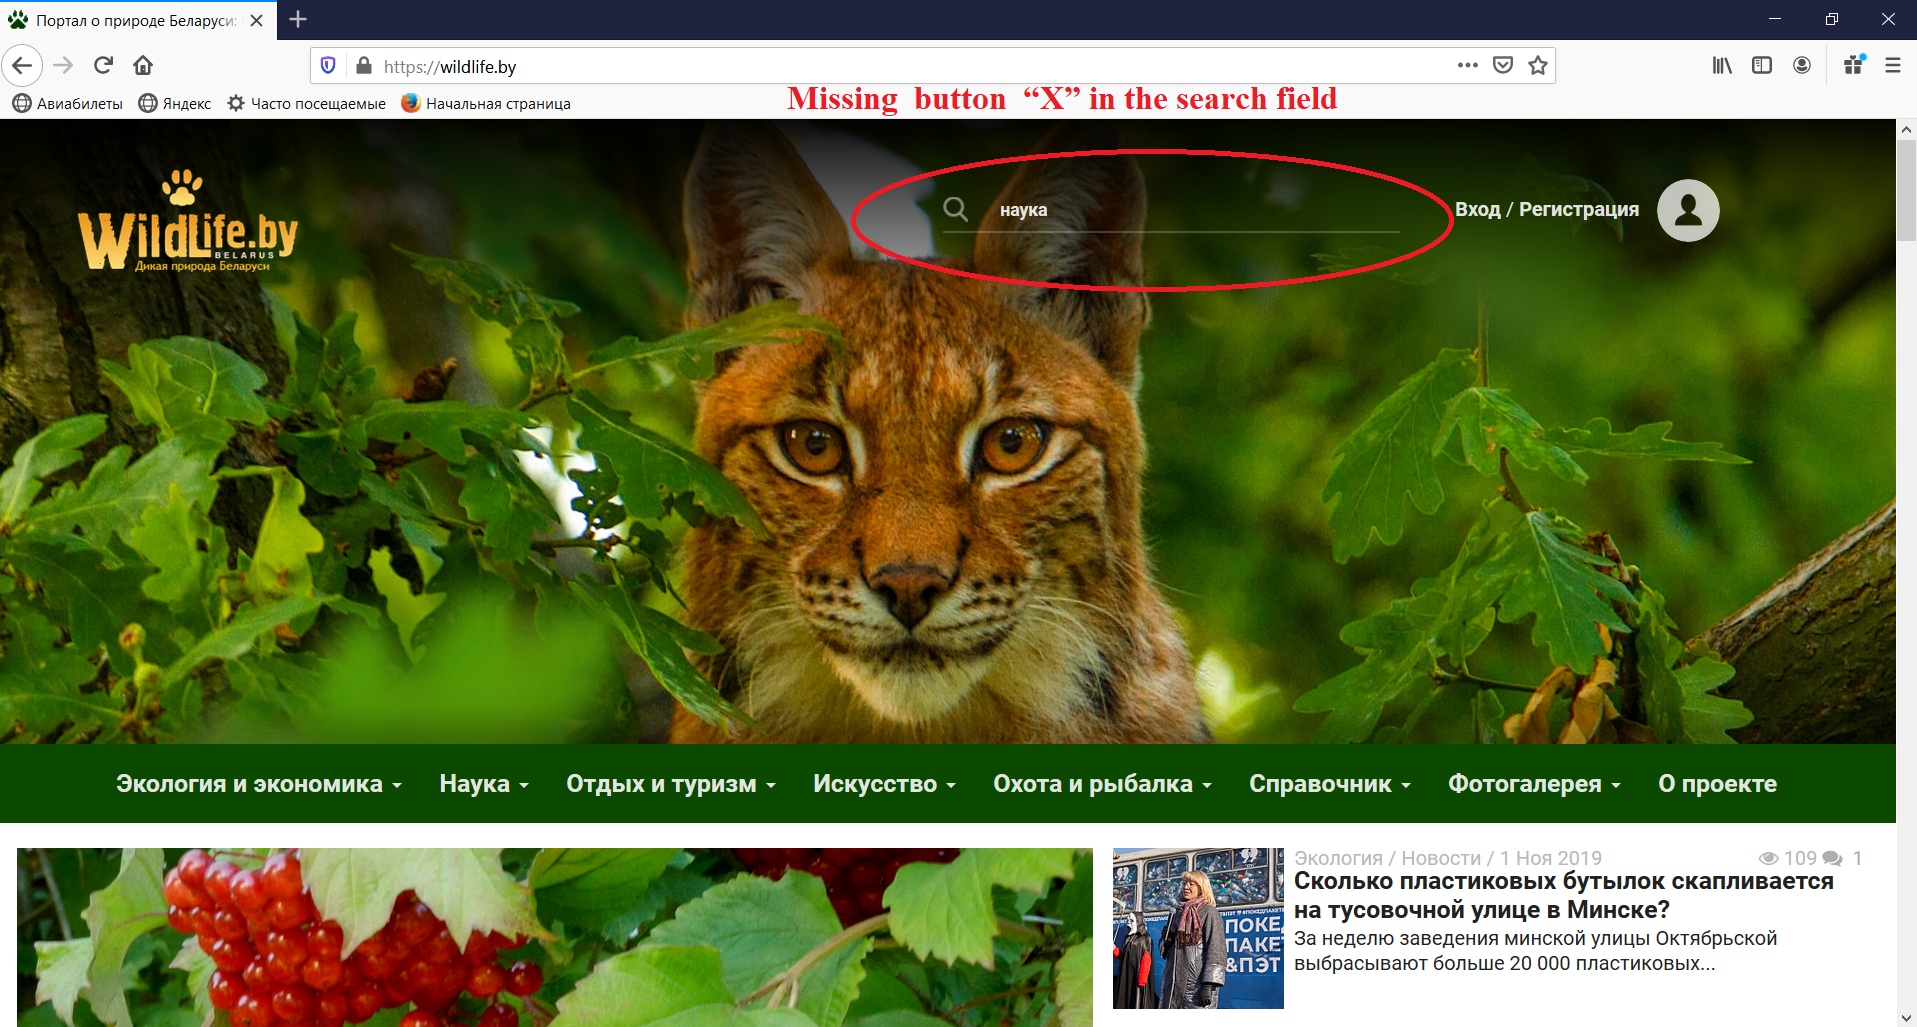 Портал о природе Беларуси:
https://wildlife.by
Авиабилеты Яндекс Часто посещаемые Начальная страница
Missing button “X” in the search field
WildLife.by
BELARUS
Дикая природа Беларуси
наука
Вход / Регистрация
Экология и экономика Наука Отдых и туризм Искусство Охота и рыбалка Справочник Фотогалерея О проекте
Экология / Новости / 1 Ноя 2019 109 1
Сколько пластиковых бутылок скапливается
на тусовочной улице в Минске?
За неделю заведения минской улицы Октябрьской
выбрасывают больше 20 000 пластиковых...
ПОКЕ
ПАКЕ
&ПЭТ